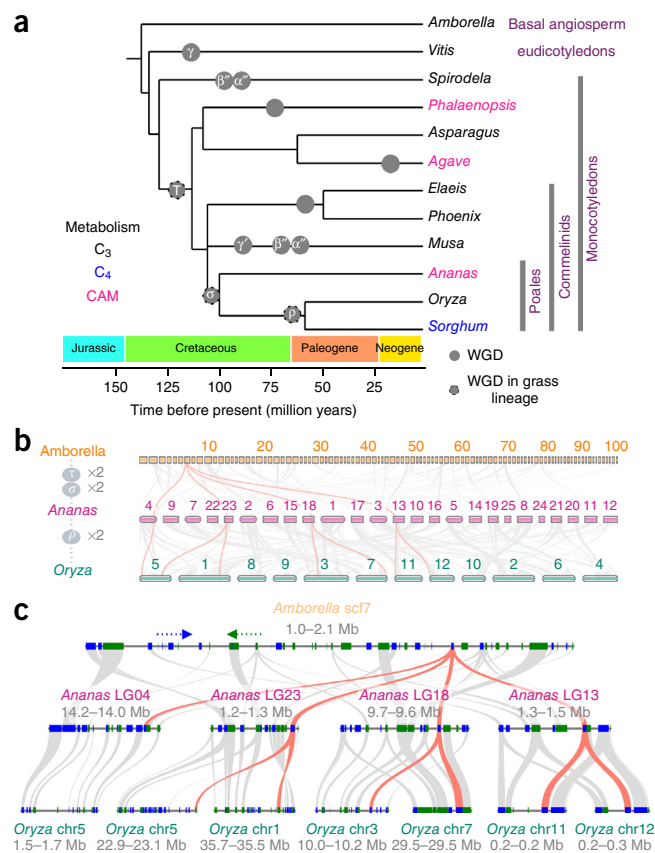 a
Amborella Basal angiosperm
Vitis eudicotyledons
γ
Spirodela
β″ α″
Phalaenopsis
Asparagus
Agave
τ
Elaeis
Phoenix
Musa
γ′ β″ α″
Ananas
σ
Oryza
ρ
Sorghum
Poales
Commelinids
Monocotyledons
Metabolism
C3
C4
CAM
Jurassic Cretaceous Paleogene Neogene
150 125 100 75 50 25
Time before present (million years)
WGD
WGD in grass
lineage
b
Amborella 10 20 30 40 50 60 70 80 90 100
τ ×2
σ ×2
Ananas 4 9 7 22 23 2 6 15 18 1 17 3 13 10 16 5 14 19 25 8 24 21 20 11 12
ρ ×2
Oryza 5 1 8 9 3 7 11 12 10 2 6 4
c
Amborella scf7
1.0–2.1 Mb
Ananas LG04 Ananas LG23 Ananas LG18 Ananas LG13
14.2–14.0 Mb 1.2–1.3 Mb 9.7–9.6 Mb 1.3–1.5 Mb
Oryza chr5 Oryza chr5 Oryza chr1 Oryza chr3 Oryza chr7 Oryza chr11 Oryza chr12
1.5–1.7 Mb 22.9–23.1 Mb 35.7–35.5 Mb 10.0–10.2 Mb 29.5–29.5 Mb 0.2–0.2 Mb 0.2–0.3 Mb